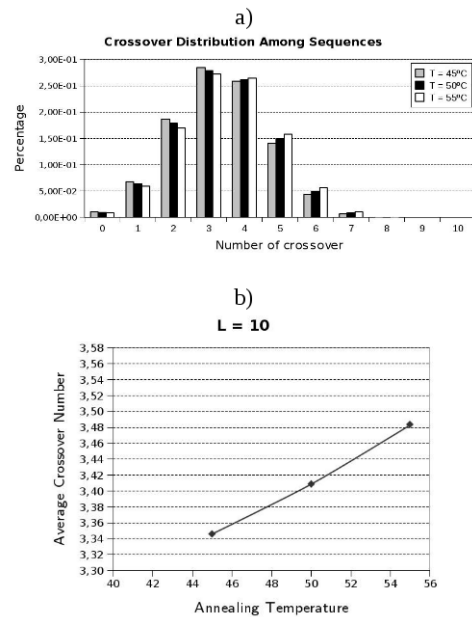 a)
Crossover Distribution Among Sequences
3,00E-01
2,50E-01
2,00E-01
1,50E-01
1,00E-01
5,00E-02
0,00E+00
Percentage
T = 45ºC
T = 50ºC
T = 55ºC
0 1 2 3 4 5 6 7 8 9 10
Number of crossover
b)
L = 10
3,58
3,56
3,54
3,52
3,50
3,48
3,46
3,44
3,42
3,40
3,38
3,36
3,34
3,32
3,30
Average Crossover Number
40 42 44 46 48 50 52 54 56
Annealing Temperature